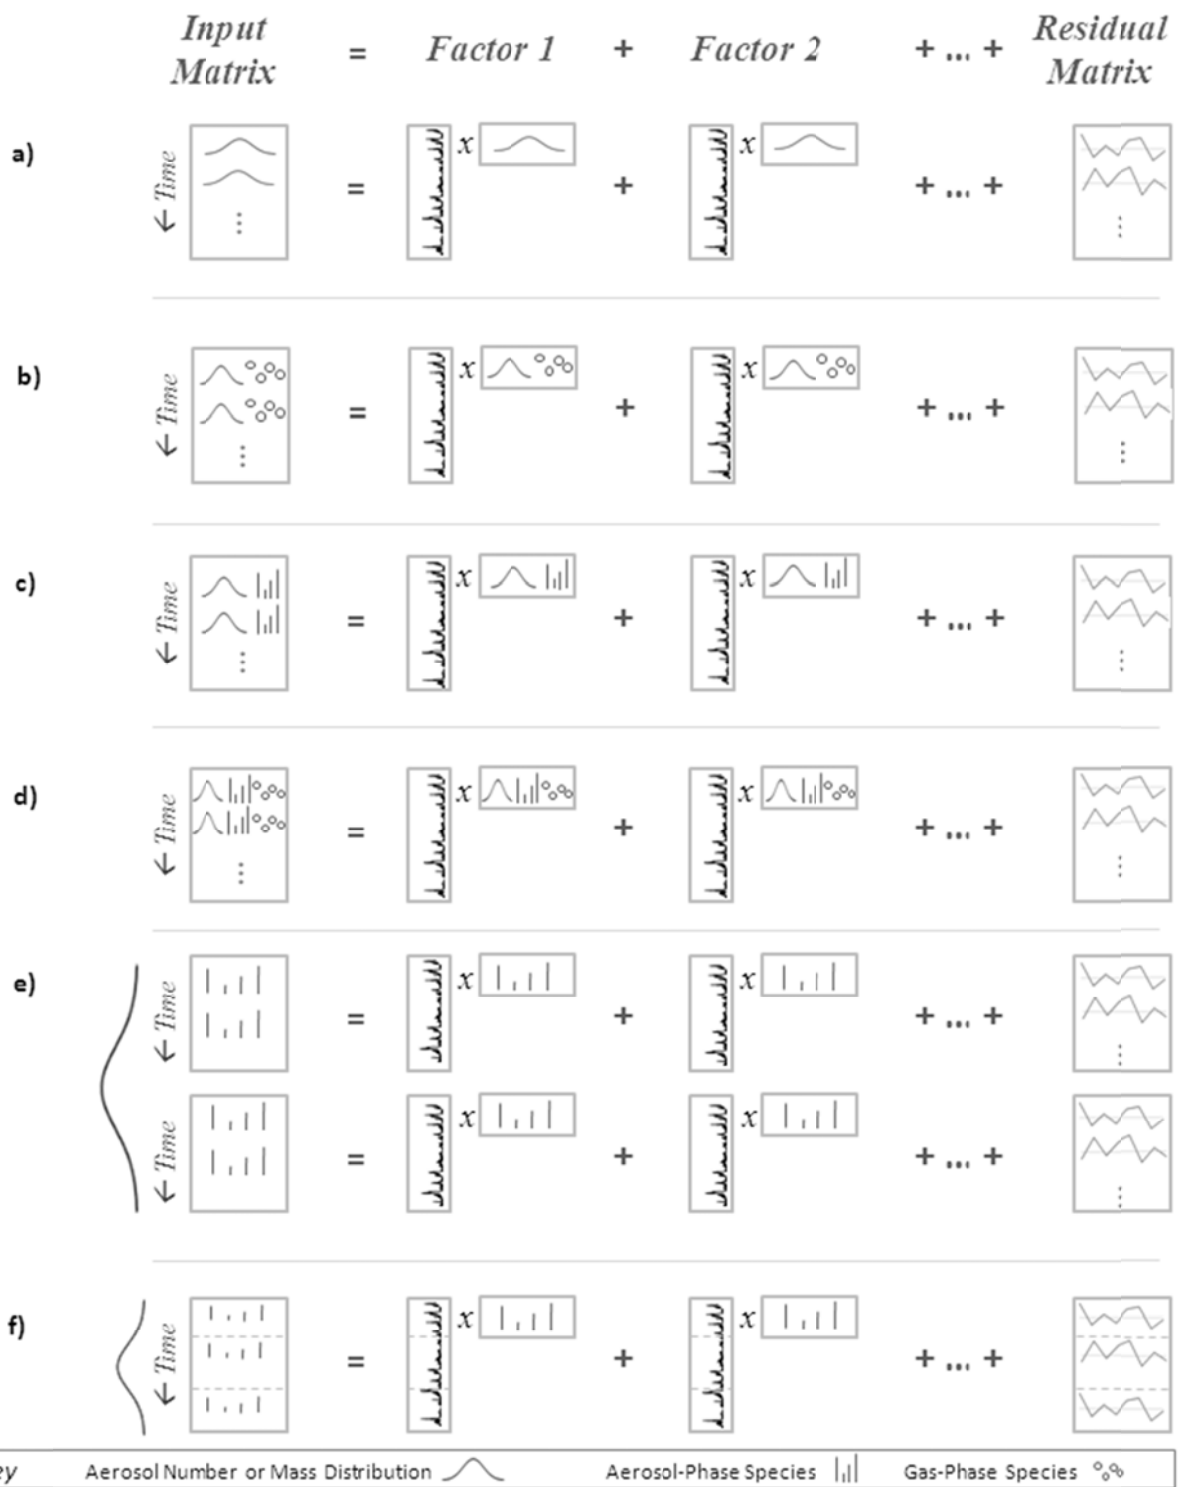 Input Matrix = Factor 1 + Factor 2 + ... + Residual Matrix
a)
← Time
= x + x + ... +
b)
← Time
= x + x + ... +
c)
← Time
= x + x + ... +
d)
← Time
= x + x + ... +
e)
← Time
= x + x + ... +
← Time
= x + x + ... +
f)
← Time
= x + x + ... +
ey Aerosol Number or Mass Distribution Aerosol-Phase Species Gas-Phase Species